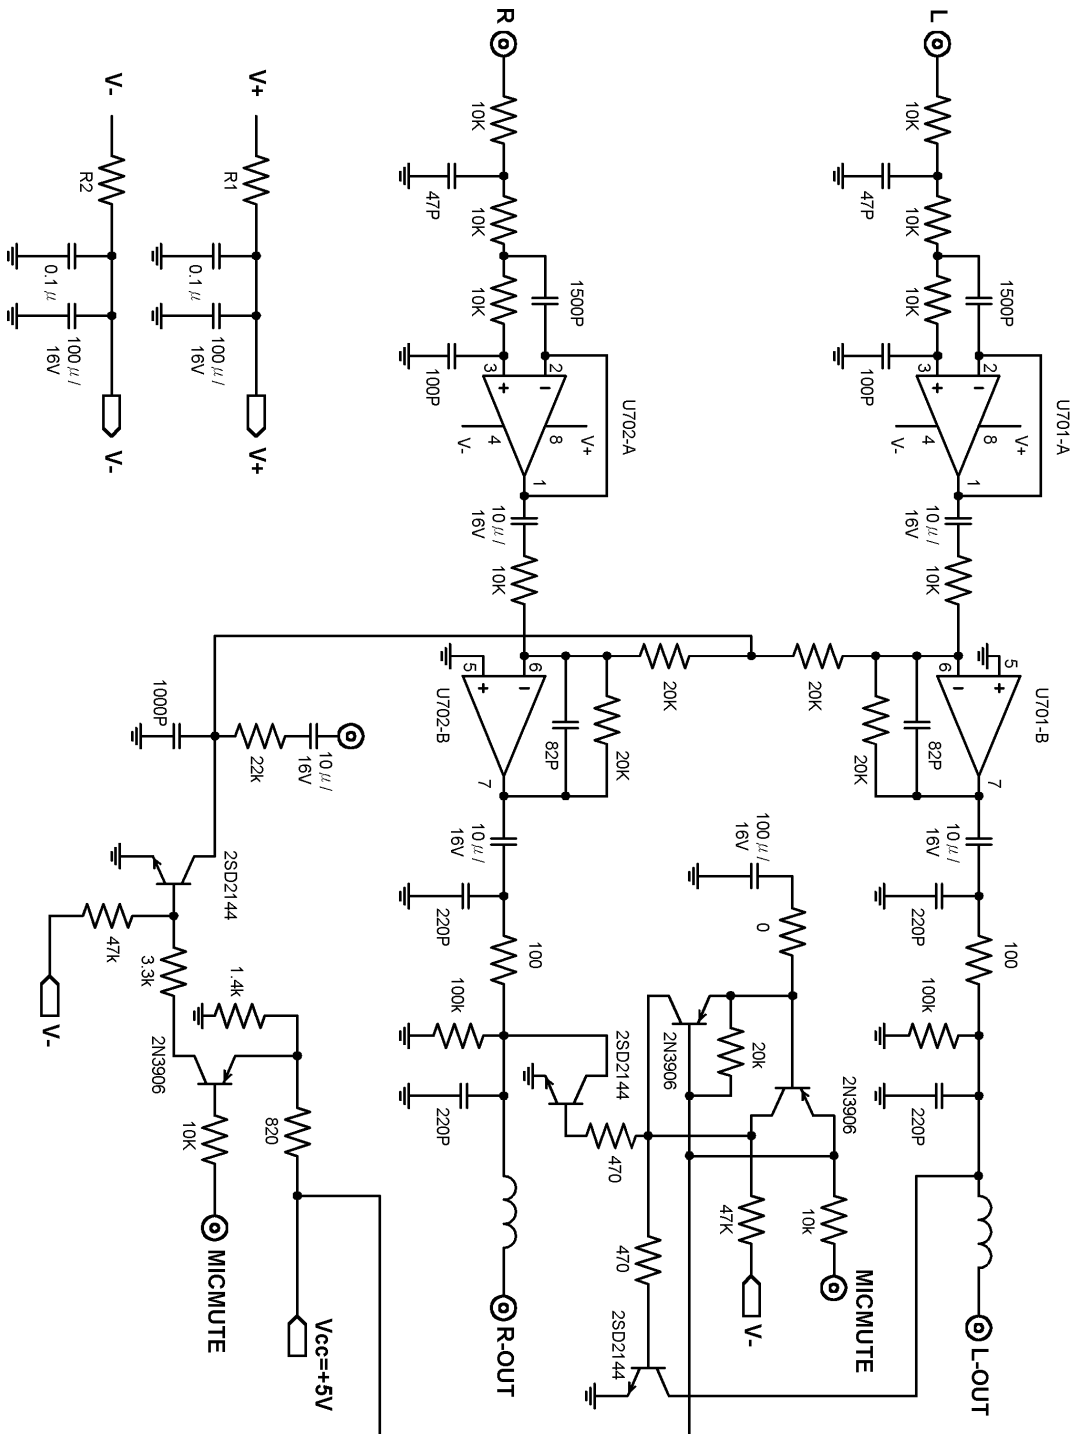 U701-A
U701-B
1500P
V+
2
8
5
L
10K
10K
10K
3
1
10μ/
16V
10K
6
7
10μ/
16V
100
L-OUT
47P
100P
4
V-
82P
220P
100k
220P
20K
20K
2N3906
10k
MICMUTE
100μ/
16V
0
20k
47K
V-
2N3906
20K
U702-A
1500P
V+
2
8
20K
2SD2144
470
470
2SD2144
82P
R
10K
10K
10K
3
1
10μ/
16V
10K
6
5
7
10μ/
16V
100
R-OUT
47P
100P
4
V-
U702-B
220P
100k
220P
V+
R1
0.1μ
100μ/
16V
V+
22k
10μ/
16V
1000P
2SD2144
1.4k
820
Vcc=+5V
V-
R2
0.1μ
100μ/
16V
V-
47k
3.3k
2N3906
10K
MICMUTE
V-